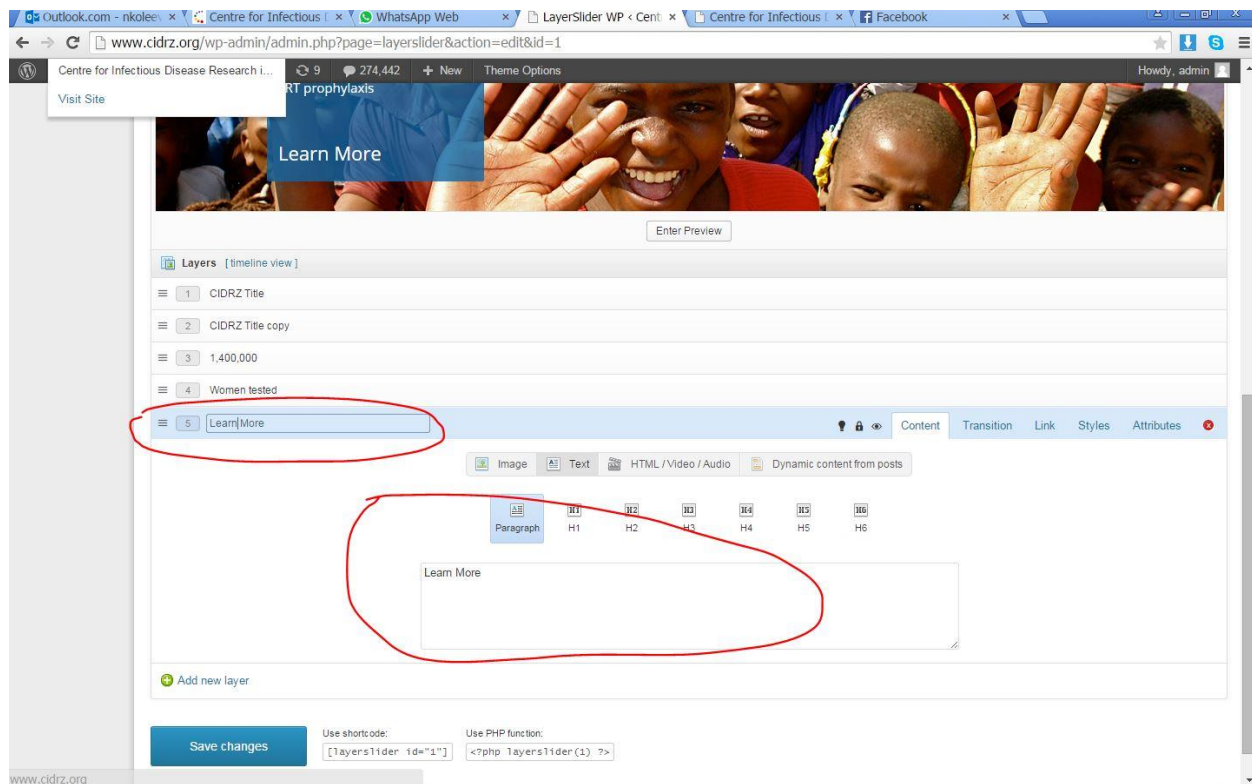 Outlook.com - nkolee
Centre for Infectious D
WhatsApp Web
LayerSlider WP ‹ Cent
Centre for Infectious D
Facebook
www.cidrz.org/wp-admin/admin.php?page=layerslider&action=edit&id=1
Centre for Infectious Disease Research i...
9
274,442
+ New
Theme Options
Howdy, admin
Visit Site
RT prophylaxis
Learn More
Enter Preview
Layers [ timeline view ]
1 CIDRZ Title
2 CIDRZ Title copy
3 1,400,000
4 Women tested
5 Learn More
Content Transition Link Styles Attributes
Image Text HTML / Video / Audio Dynamic content from posts
Paragraph H1 H2 H3 H4 H5 H6
Learn More
Add new layer
Save changes
Use shortcode:
[layerslider id="1"]
Use PHP function:
<?php layerslider(1) ?>
www.cidrz.org